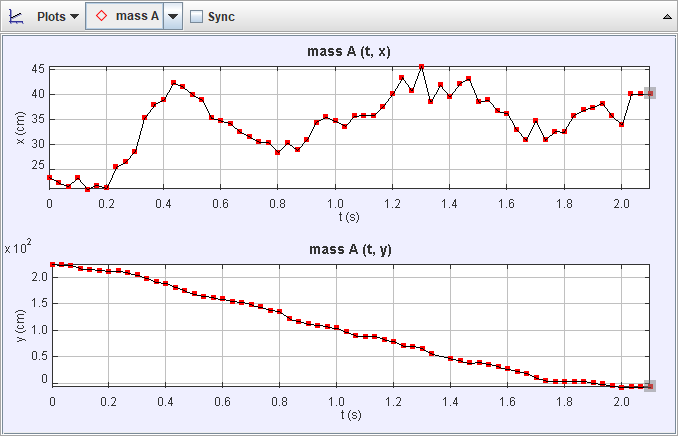 Plots mass A Sync
mass A (t, x)
45
40
35
30
25
x (cm)
0 0.2 0.4 0.6 0.8 1.0 1.2 1.4 1.6 1.8 2.0
t (s)
mass A (t, y)
x 10^2
2.0
1.5
1.0
0.5
0
y (cm)
0 0.2 0.4 0.6 0.8 1.0 1.2 1.4 1.6 1.8 2.0
t (s)